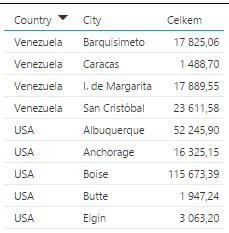 Country City Celkem
Venezuela Barquisimeto 17 825,06
Venezuela Caracas 1 488,70
Venezuela I. de Margarita 17 889,55
Venezuela San Cristóbal 23 611,58
USA Albuquerque 52 245,90
USA Anchorage 16 325,15
USA Boise 115 673,39
USA Butte 1 947,24
USA Elgin 3 063,20